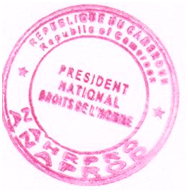 REPUBLIQUE DU CAMEROUN
Republic of Cameroon
PRESIDENT
NATIONAL
DROITS DE L'HOMME